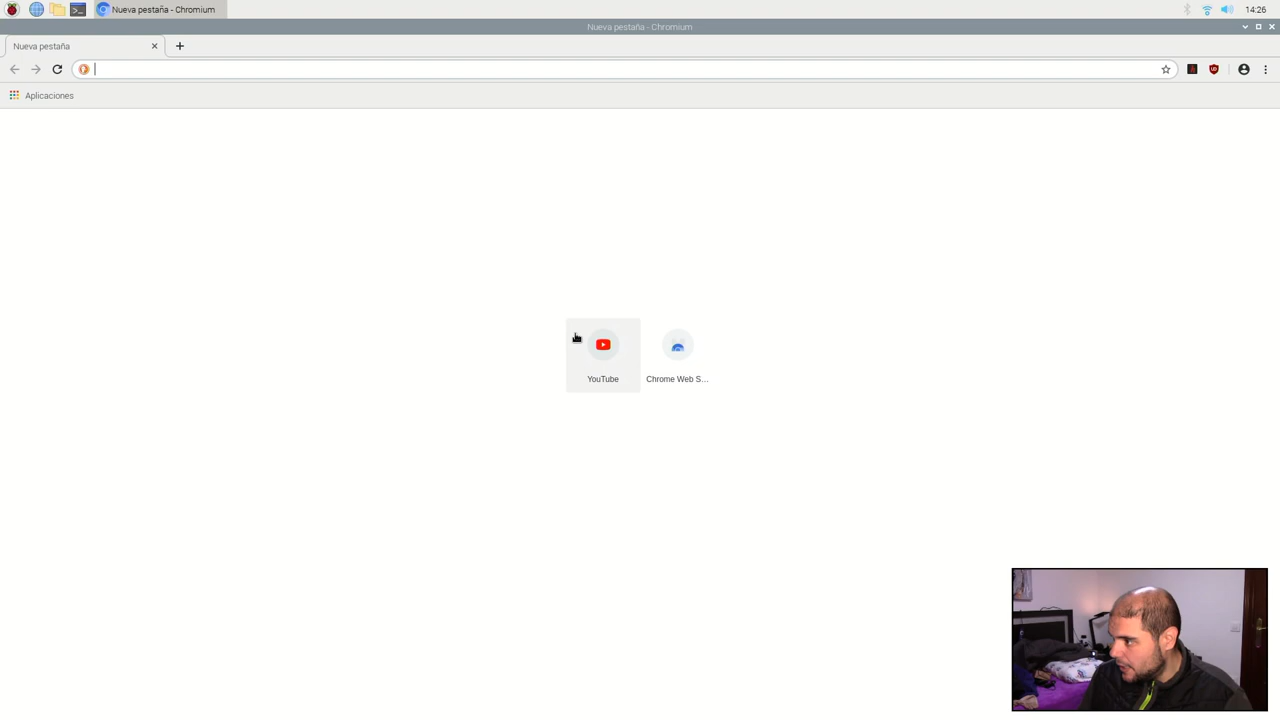 Nueva pestaña - Chromium
14:26
Nueva pestaña - Chromium
Nueva pestaña
Aplicaciones
YouTube
Chrome Web S...